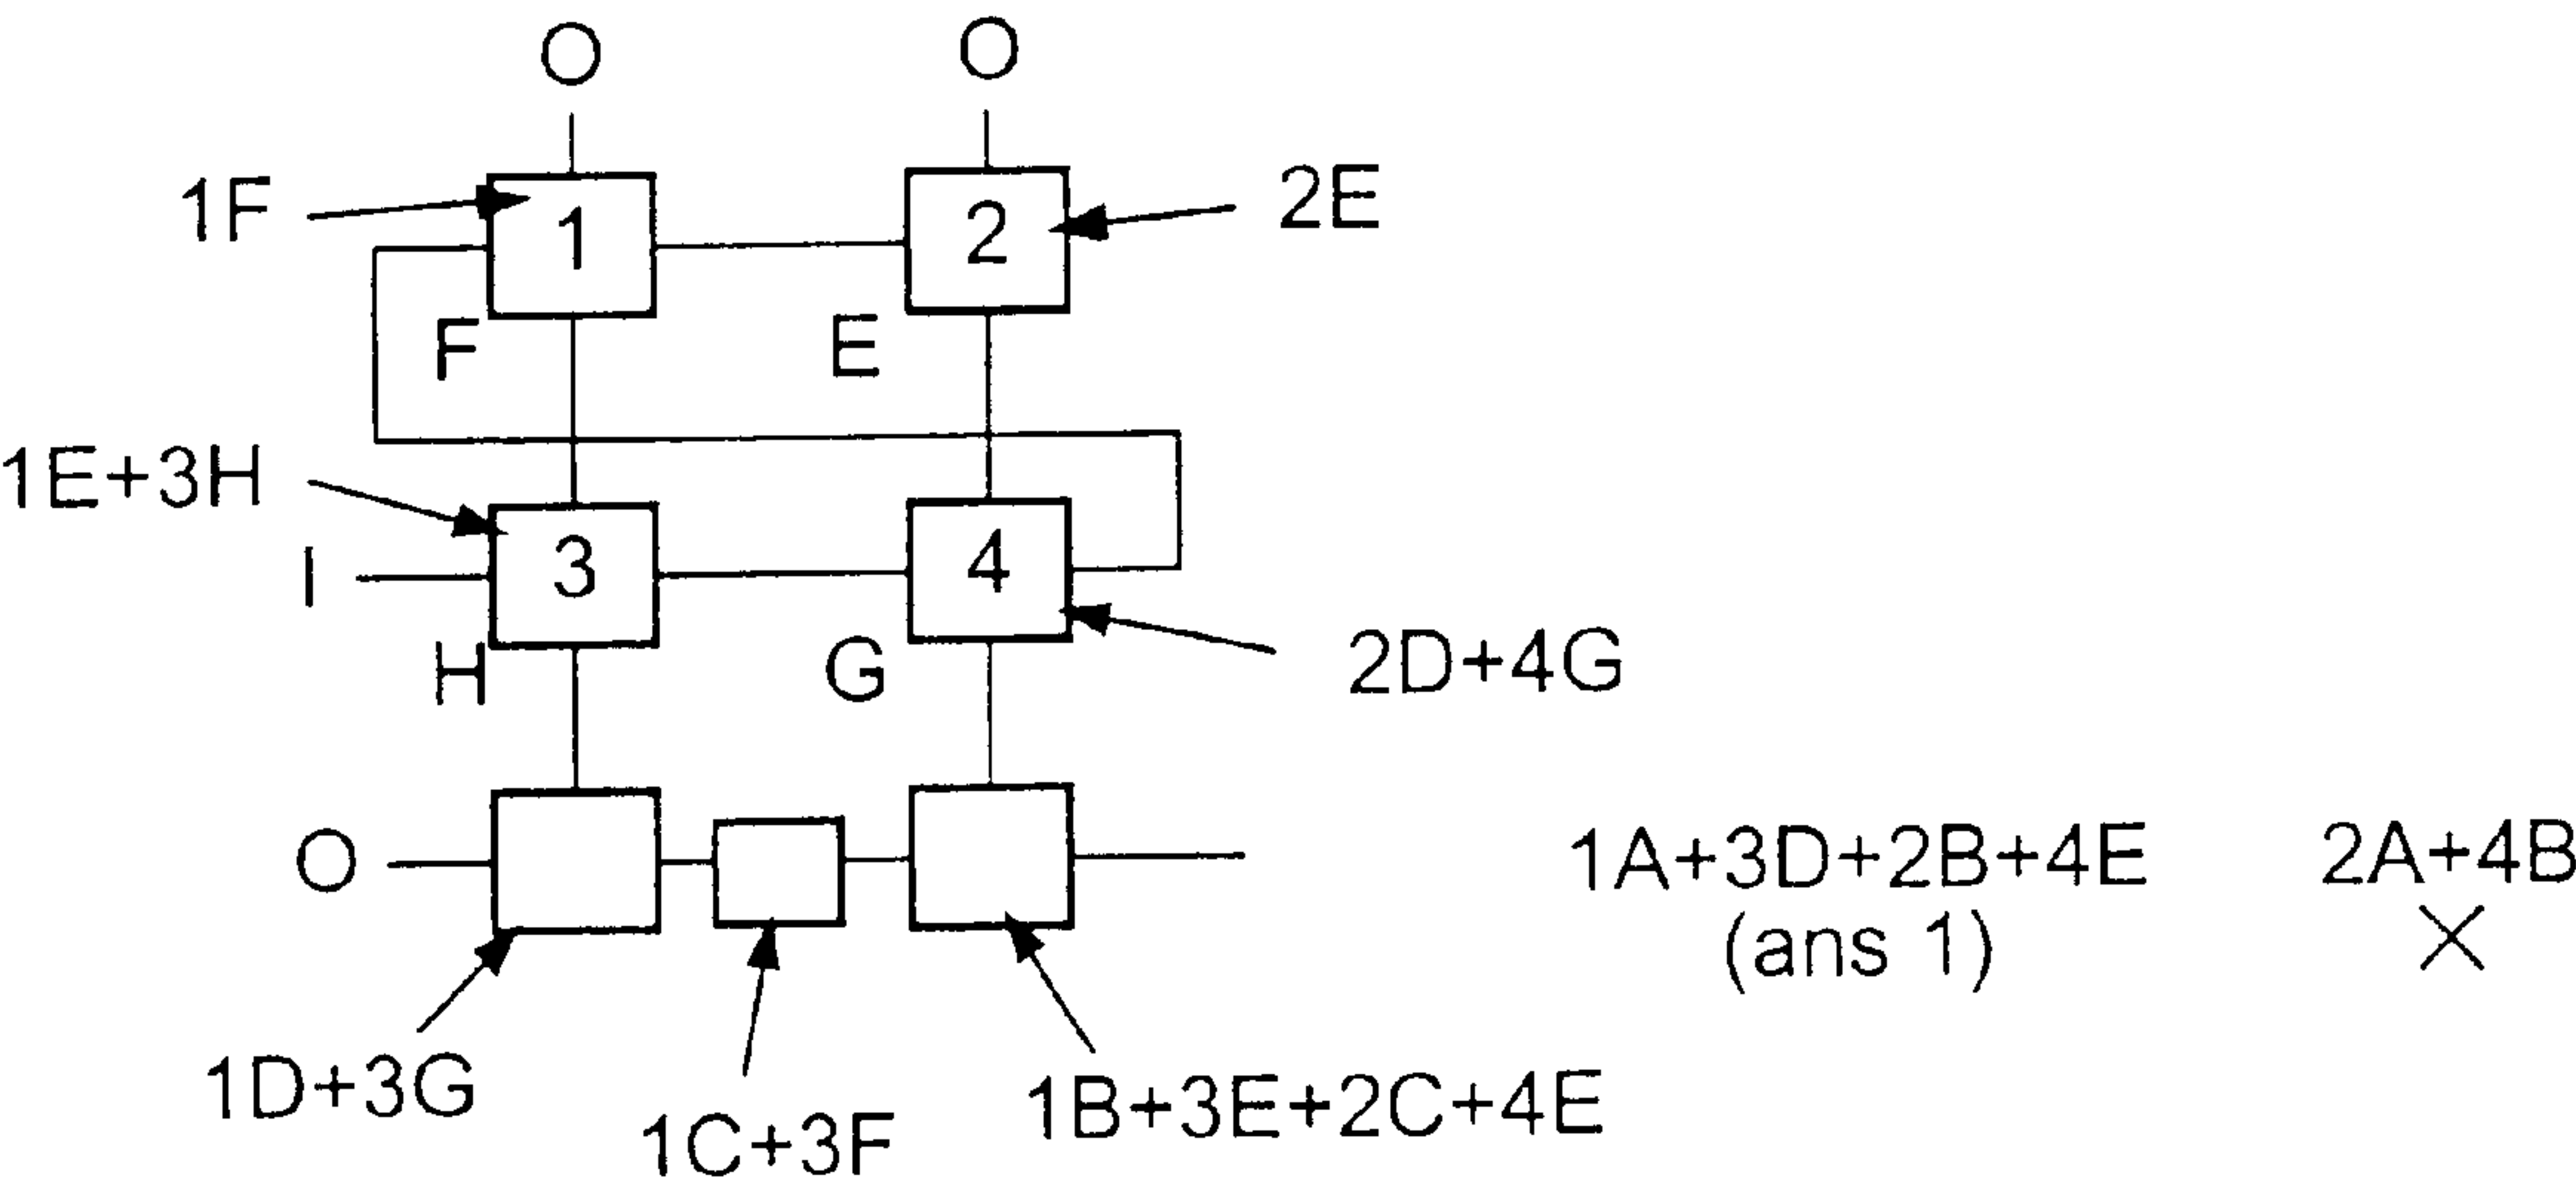 O O
1F 1 2 2E
F E
1E+3H
I 3 4
H G 2D+4G
O 1A+3D+2B+4E 2A+4B
(ans 1)
1D+3G 1B+3E+2C+4E
1C+3F